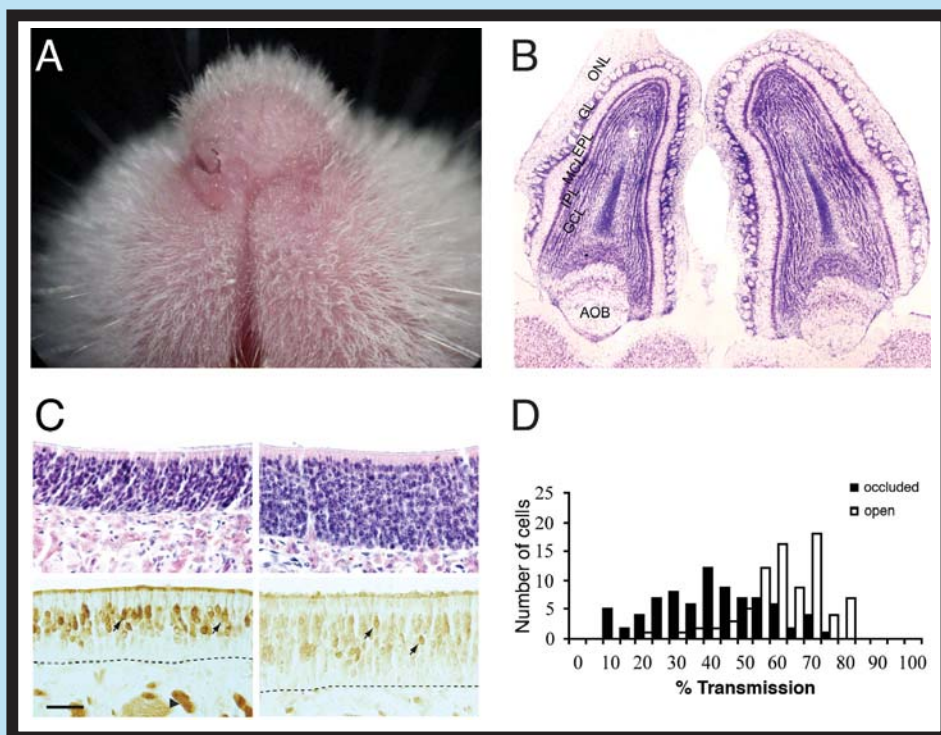 A
B
ONL
GL
EPL
MCL
IPL
GCL
AOB
C
D
Number of cells
25
20
15
10
5
0
occluded
open
0 10 20 30 40 50 60 70 80 90 100
% Transmission